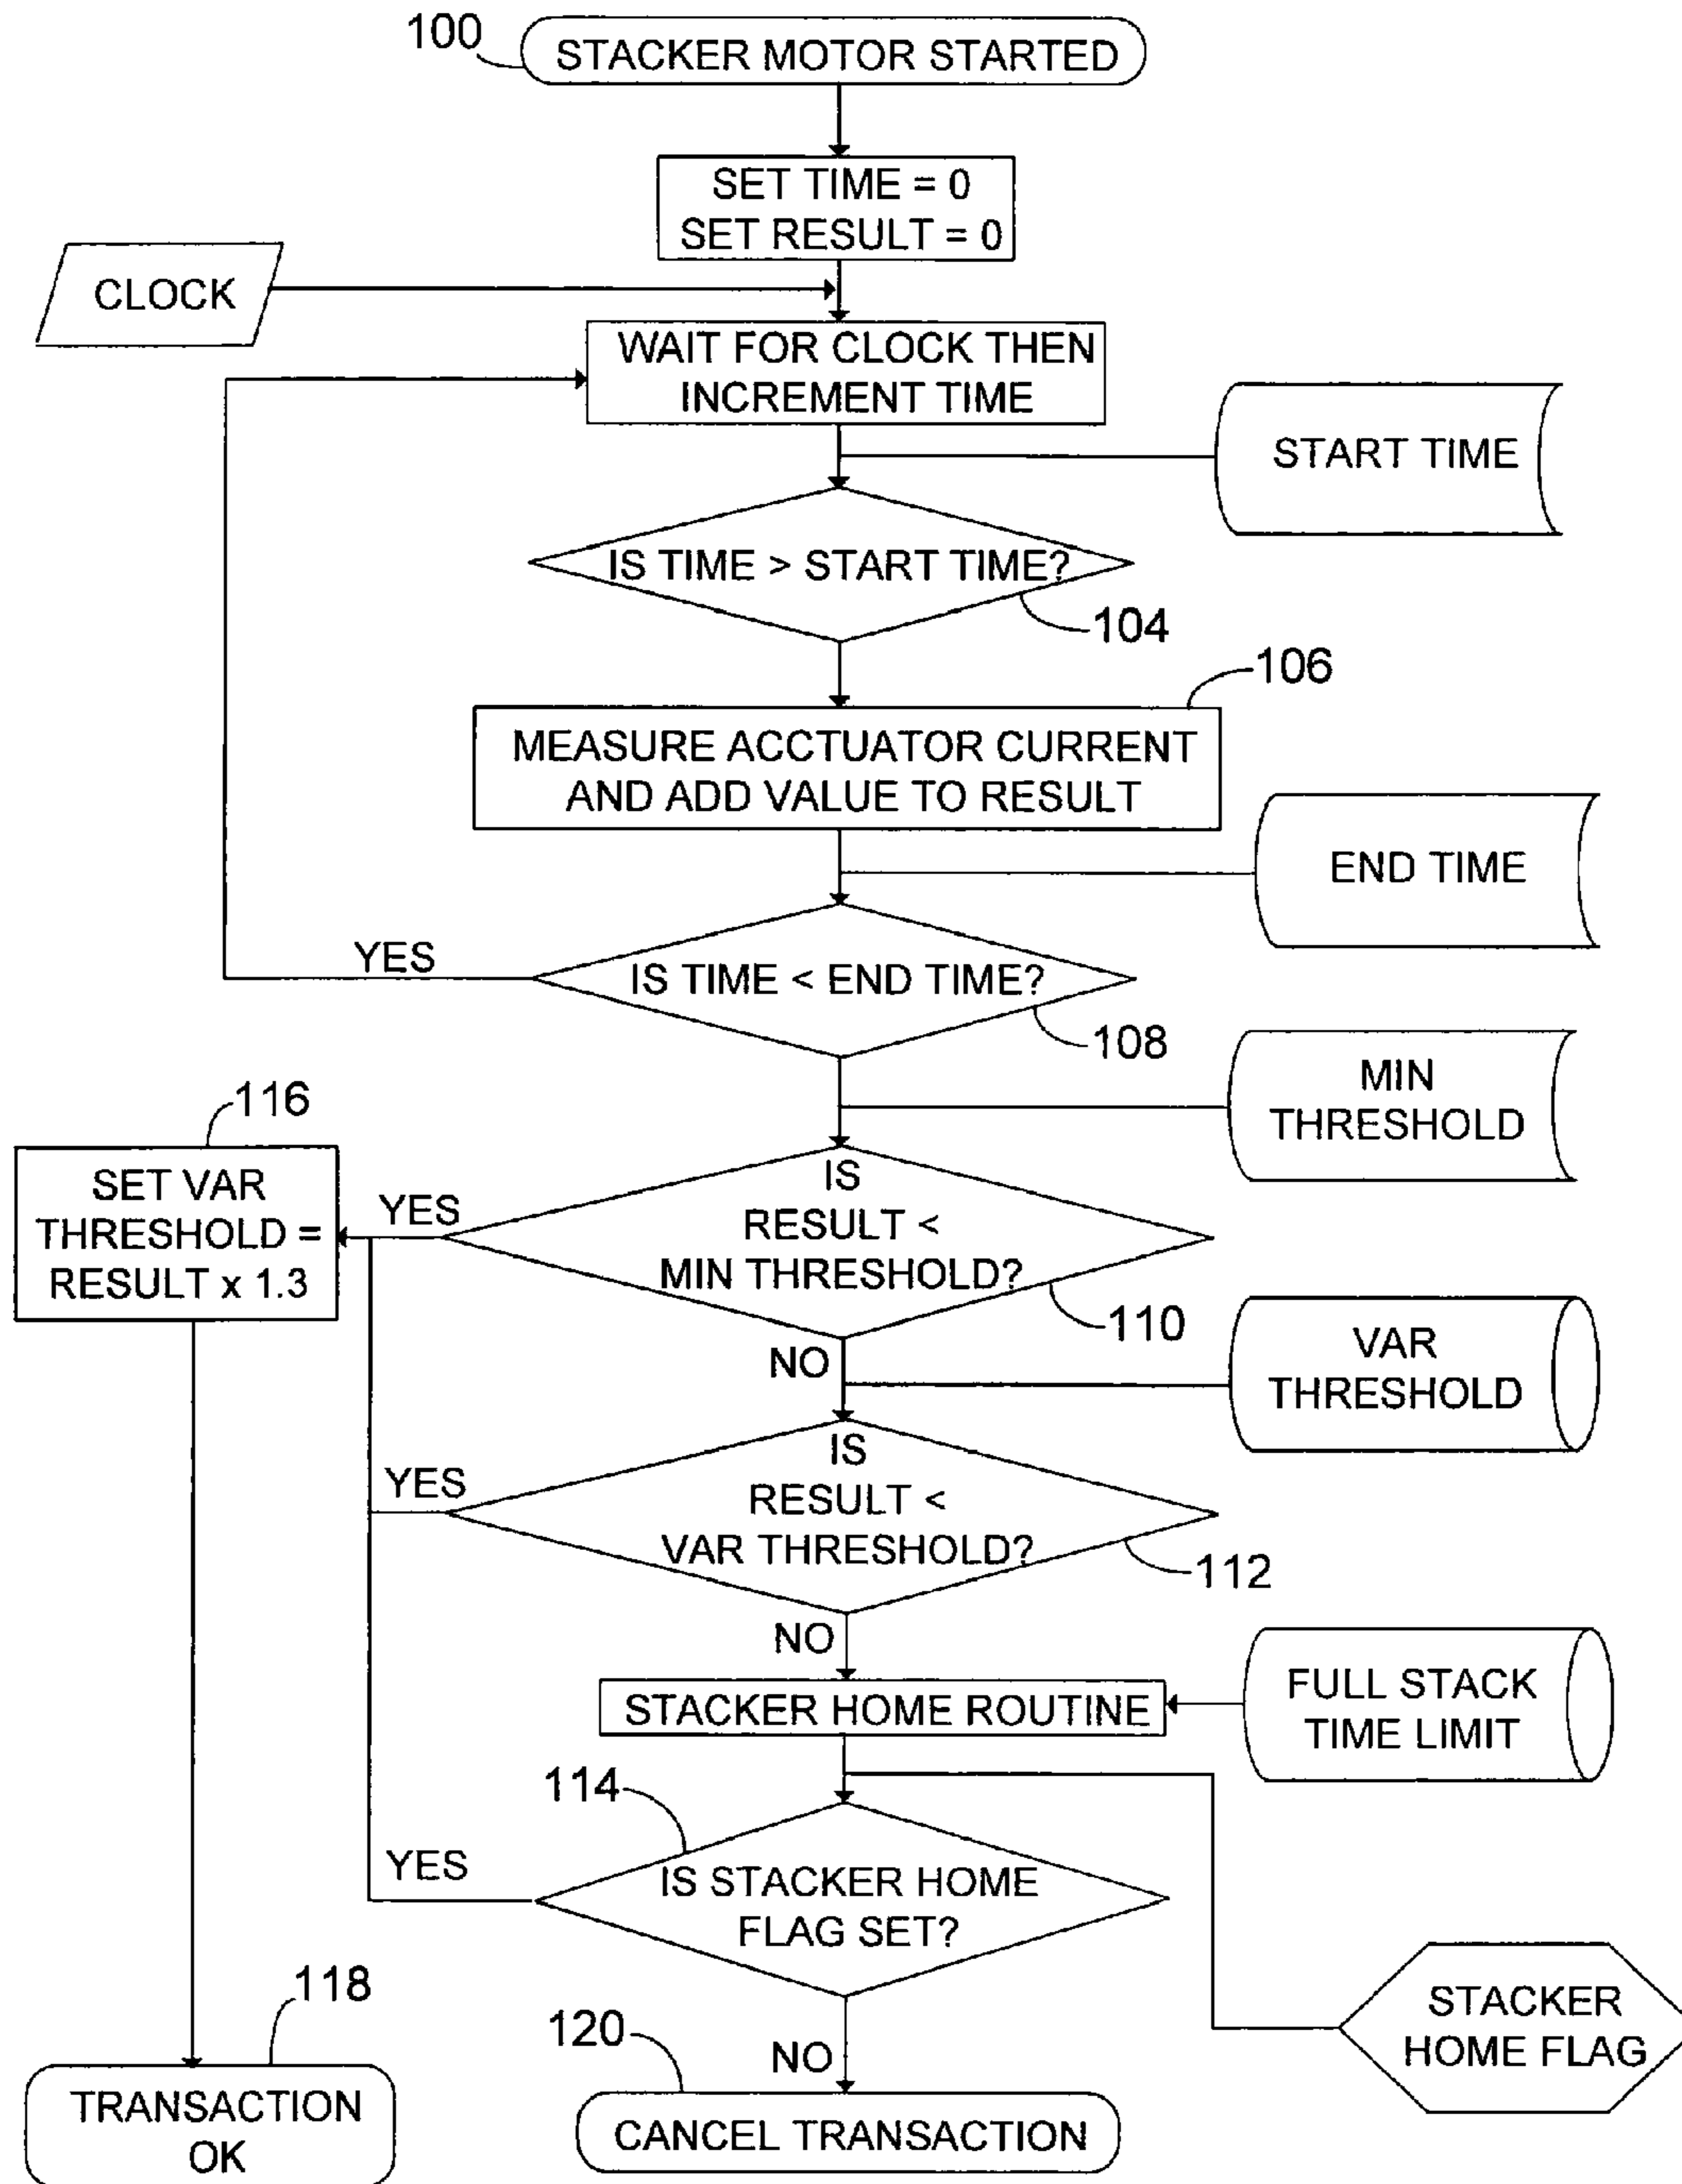 100
STACKER MOTOR STARTED
SET TIME = 0
SET RESULT = 0
CLOCK
WAIT FOR CLOCK THEN
INCREMENT TIME
START TIME
IS TIME > START TIME?
104
106
MEASURE ACCTUATOR CURRENT
AND ADD VALUE TO RESULT
END TIME
YES
IS TIME < END TIME?
108
MIN
THRESHOLD
116
SET VAR
THRESHOLD =
RESULT x 1.3
YES
IS
RESULT <
MIN THRESHOLD?
110
NO
VAR
THRESHOLD
YES
IS
RESULT <
VAR THRESHOLD?
112
NO
STACKER HOME ROUTINE
FULL STACK
TIME LIMIT
114
YES
IS STACKER HOME
FLAG SET?
STACKER
HOME FLAG
118
TRANSACTION
OK
120
NO
CANCEL TRANSACTION